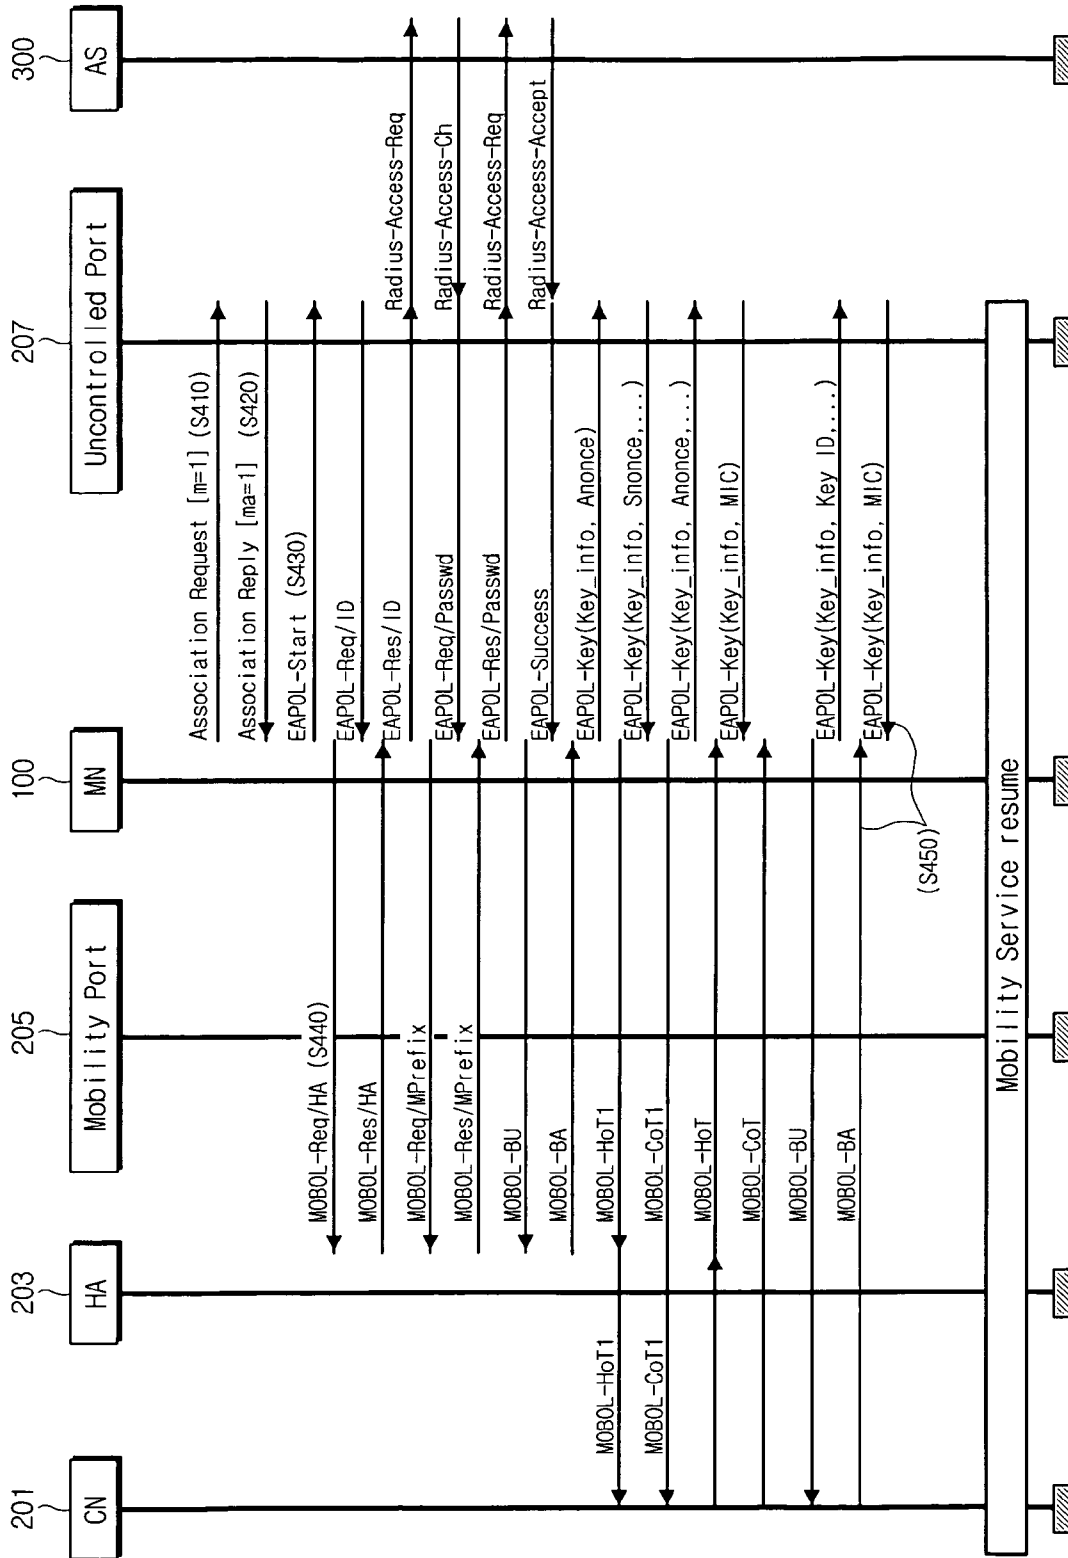 201
203
205
100
207
300
CN
HA
Mobility Port
MN
Uncontrolled Port
AS
Association Request [m=1] (S410)
Association Reply [ma=1] (S420)
EAPOL-Start (S430)
MOBOL-Req/HA (S440)
EAPOL-Req/ID
MOBOL-Res/HA
EAPOL-Res/ID
Radius-Access-Req
MOBOL-Req/MPrefix
EAPOL-Req/Passwd
Radius-Access-Ch
MOBOL-Res/MPrefix
EAPOL-Res/Passwd
Radius-Access-Req
MOBOL-BU
EAPOL-Success
Radius-Access-Accept
MOBOL-BA
EAPOL-Key(Key_info, Anonce)
MOBOL-HoT1
MOBOL-HoT1
EAPOL-Key(Key_info, Snonce,...)
MOBOL-CoT1
MOBOL-CoT1
EAPOL-Key(Key_info, Anonce,...)
MOBOL-HoT
EAPOL-Key(Key_info, MIC)
MOBOL-CoT
MOBOL-BU
EAPOL-Key(Key_info, Key ID,...)
MOBOL-BA
EAPOL-Key(Key_info, MIC)
(S450)
Mobility Service resume